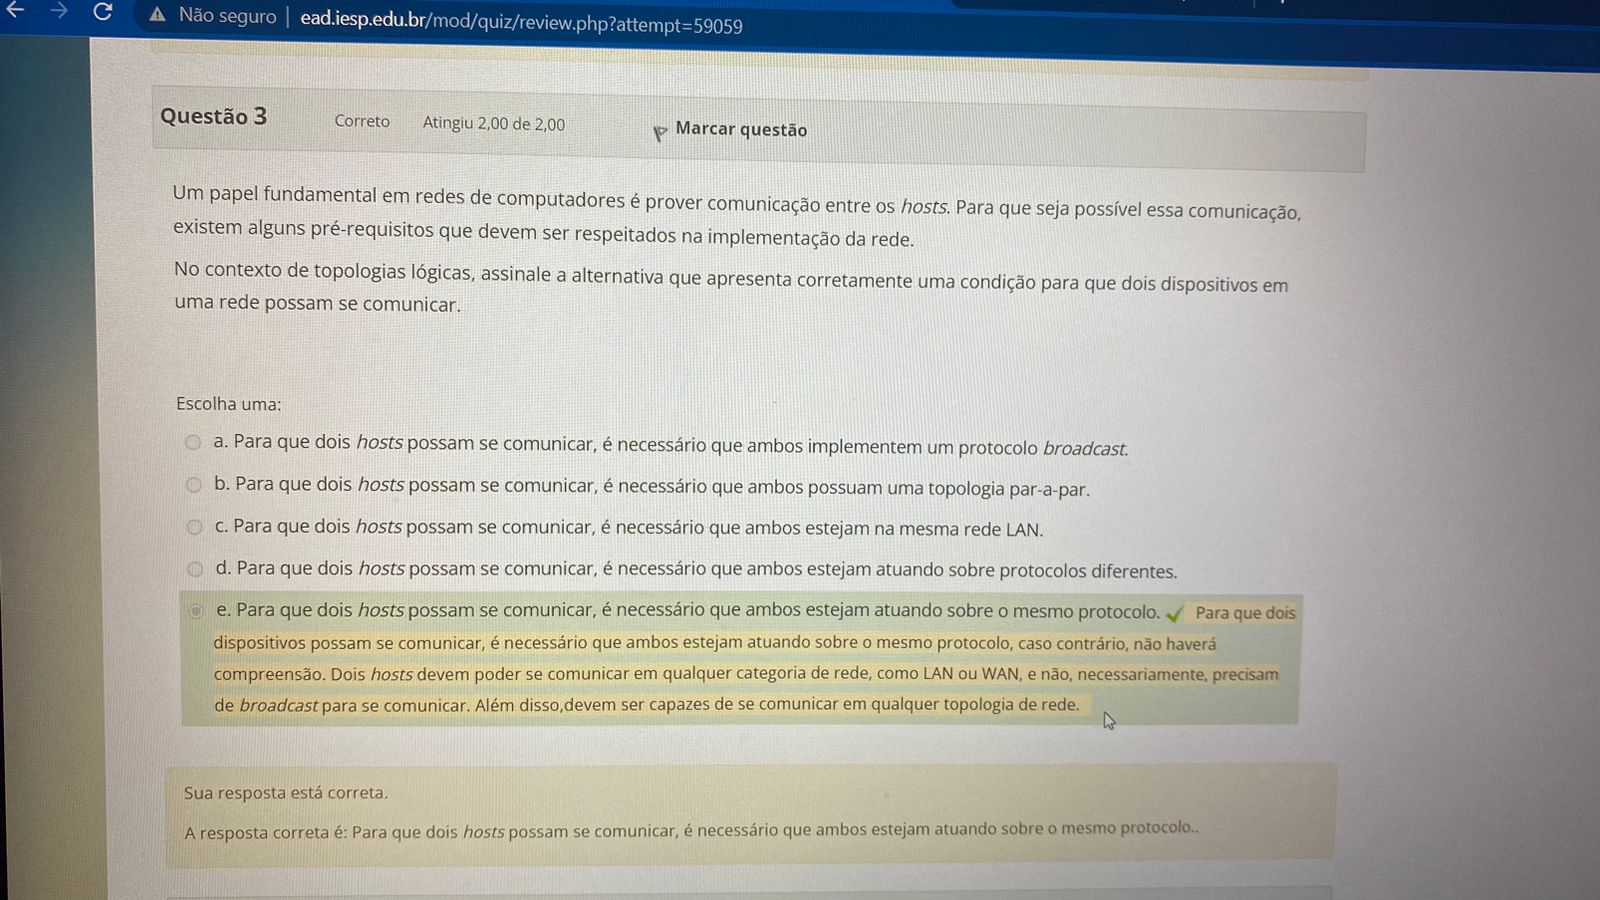 Não seguro | ead.iesp.edu.br/mod/quiz/review.php?attempt=59059
Questão 3 Correto Atingiu 2,00 de 2,00 Marcar questão
Um papel fundamental em redes de computadores é prover comunicação entre os hosts. Para que seja possível essa comunicação,
existem alguns pré-requisitos que devem ser respeitados na implementação da rede.
No contexto de topologias lógicas, assinale a alternativa que apresenta corretamente uma condição para que dois dispositivos em
uma rede possam se comunicar.
Escolha uma:
a. Para que dois hosts possam se comunicar, é necessário que ambos implementem um protocolo broadcast.
b. Para que dois hosts possam se comunicar, é necessário que ambos possuam uma topologia par-a-par.
c. Para que dois hosts possam se comunicar, é necessário que ambos estejam na mesma rede LAN.
d. Para que dois hosts possam se comunicar, é necessário que ambos estejam atuando sobre protocolos diferentes.
e. Para que dois hosts possam se comunicar, é necessário que ambos estejam atuando sobre o mesmo protocolo. Para que dois
dispositivos possam se comunicar, é necessário que ambos estejam atuando sobre o mesmo protocolo, caso contrário, não haverá
compreensão. Dois hosts devem poder se comunicar em qualquer categoria de rede, como LAN ou WAN, e não, necessariamente, precisam
de broadcast para se comunicar. Além disso,devem ser capazes de se comunicar em qualquer topologia de rede.
Sua resposta está correta.
A resposta correta é: Para que dois hosts possam se comunicar, é necessário que ambos estejam atuando sobre o mesmo protocolo..